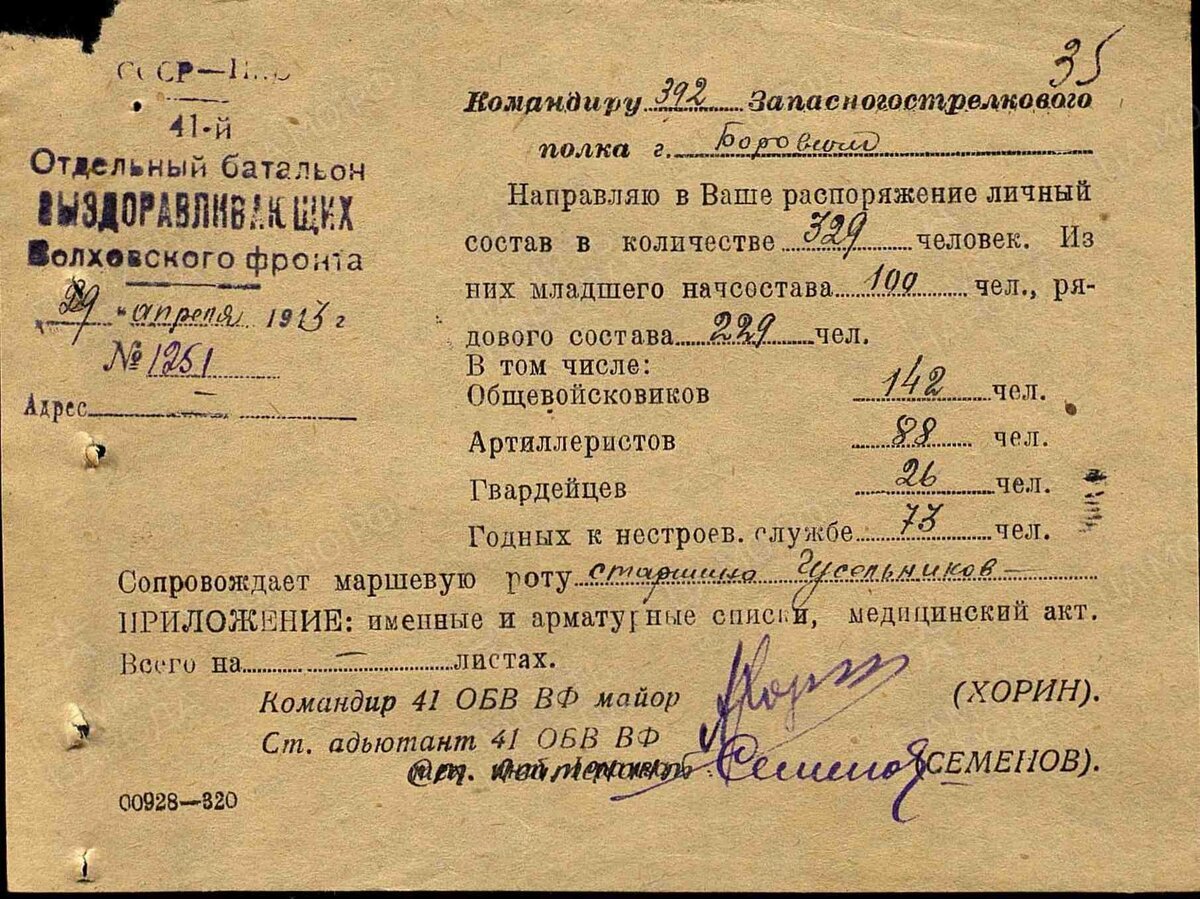 35
СССР—НКО
41-й
Отдельный батальон
ВЫЗДОРАВЛИВАЮЩИХ
Волховского фронта
29 " апреля 1943 г
№ 1251
Адрес
Командиру 392 Запасногострелкового
полка г. Боровичи
Направляю в Ваше распоряжение личный
состав в количестве 329 человек. Из
них младшего начсостава 100 чел., ря-
дового состава 229 чел.
В том числе:
Общевойсковиков 142 чел.
Артиллеристов 88 чел.
Гвардейцев 26 чел.
Годных к нестроев. службе 73 чел.
Сопровождает маршевую роту старшина Гусельников —
ПРИЛОЖЕНИЕ: именные и арматурные списки, медицинский акт.
Всего на — листах.
Командир 41 ОБВ ВФ майор Хорин (ХОРИН).
Ст. адьютант 41 ОБВ ВФ
Семенов (СЕМЕНОВ).
00928—320